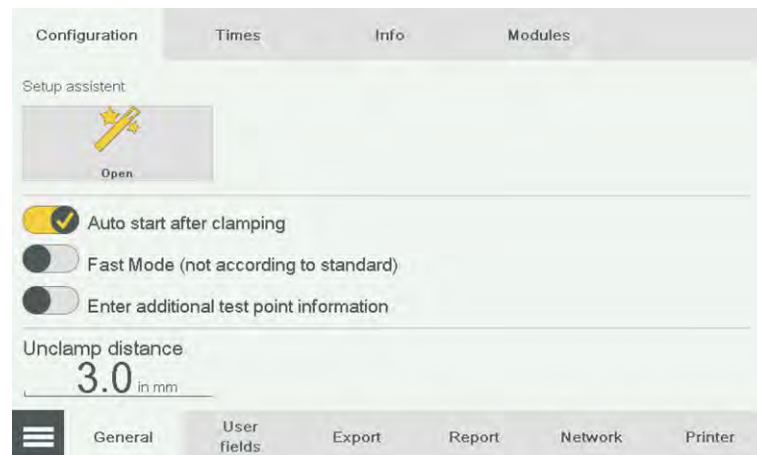 Configuration Times Info Modules
Setup assistent
Open
Auto start after clamping
Fast Mode (not according to standard)
Enter additional test point information
Unclamp distance
3.0 in mm
General User fields Export Report Network Printer